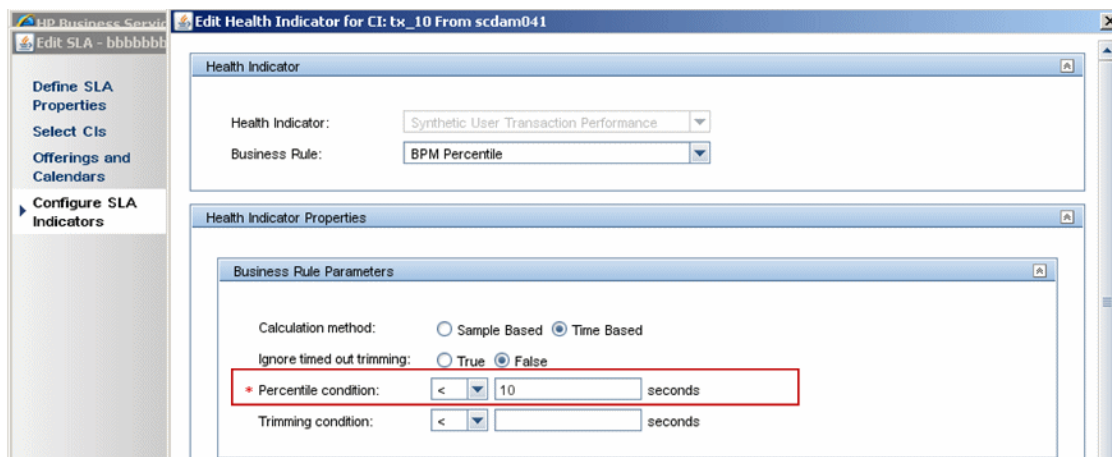 HP Business Servic
Edit Health Indicator for CI: tx_10 From scdam041
Edit SLA - bbbbbbb
Define SLA
Properties
Select CIs
Offerings and
Calendars
Configure SLA
Indicators
Health Indicator
Health Indicator: Synthetic User Transaction Performance
Business Rule: BPM Percentile
Health Indicator Properties
Business Rule Parameters
Calculation method: Sample Based Time Based
Ignore timed out trimming: True False
* Percentile condition: < 10 seconds
Trimming condition: < seconds